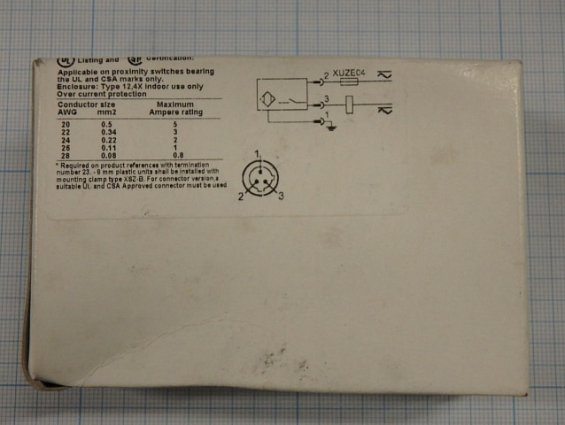 UL Listing and SP Certification:
Applicable on proximity switches bearing
the UL and CSA marks only.
Enclosure: Type 12,4X indoor use only
Over current protection
Conductor size Maximum
AWG mm2 Ampere rating
20 0.5 5
22 0.34 3
24 0.22 2
26 0.11 1
28 0.08 0.8
* Required on product references with termination
number 23. -9 mm plastic units shall be installed with
mounting clamp type XSZ-B. For connector version,a
suitable UL and CSA Approved connector must be used
2 XUZE04
3
1
1
2 3